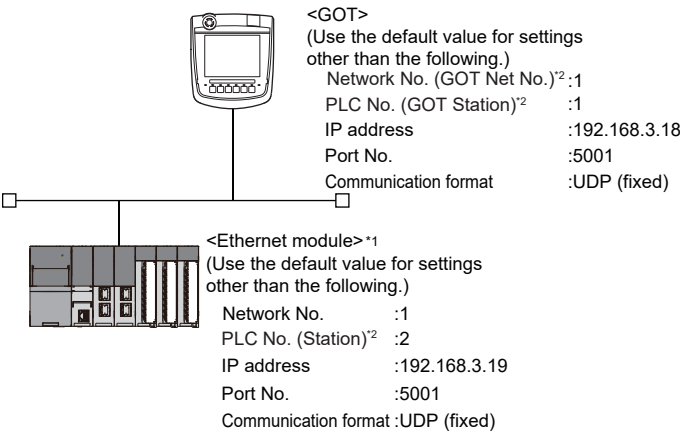 <GOT>
(Use the default value for settings
other than the following.)
Network No. (GOT Net No.)*2 :1
PLC No. (GOT Station)*2 :1
IP address :192.168.3.18
Port No. :5001
Communication format :UDP (fixed)
<Ethernet module>*1
(Use the default value for settings
other than the following.)
Network No. :1
PLC No. (Station)*2 :2
IP address :192.168.3.19
Port No. :5001
Communication format :UDP (fixed)